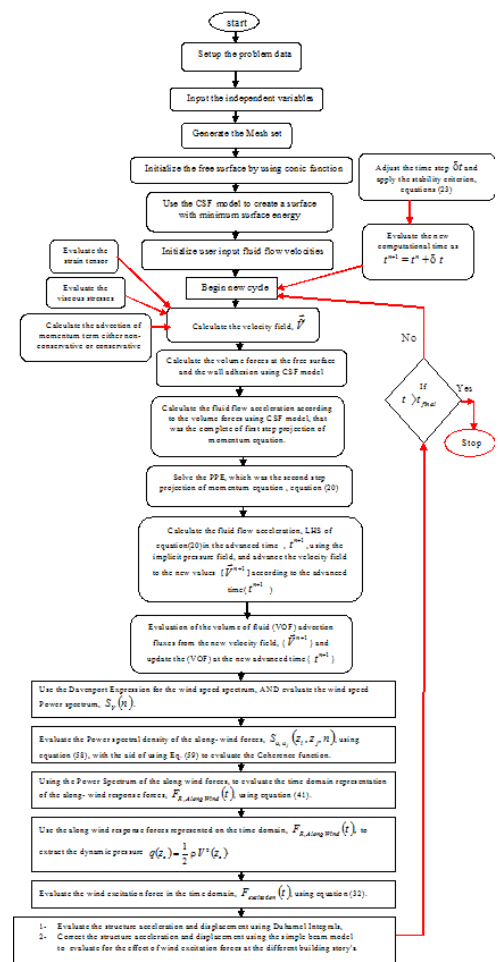 start
Setup the problem data
Input the independent variables
Generate the Mesh set
Initialize the free surface by using conic function
Use the CSF model to create a surface
with minimum surface energy
Initialize user input fluid flow velocities
Adjust the time step δt and
apply the stability criterion,
equations (23)
Evaluate the new
computational time as
t^{n+1} = t^n + δ t
Begin new cycle
Evaluate the
strain tensor
Evaluate the
viscous stresses
Calculate the advection of
momentum term either non-
conservative or conservative
Calculate the velocity field, V⃗
Calculate the volume forces at the free surface
and the wall adhesion using CSF model
Calculate the fluid flow acceleration according
to the volume forces using CSF model, that
was the complete of first step projection of
momentum equation.
No
If
t > t_{final}
Yes
Stop
Solve the PPE, which was the second step
projection of momentum equation , equation (20)
Calculate the fluid flow acceleration, LHS of
equation(20)in the advanced time , t^{n+1}, using the
implicit pressure field, and advance the velocity field
to the new values [V⃗^{n+1}] according to the advanced
time( t^{n+1} )
Evaluation of the volume of fluid (VOF) advection
fluxes from the new velocity field, { V⃗^{n+1} } and
update the (VOF) at the new advanced time{ t^{n+1} }
Use the Davenport Expression for the wind speed spectrum, AND evaluate the wind speed
Power spectrum, S_V(n).
Evaluate the Power spectral density of the along-wind forces, (z_i, z_j, n), using
equation (38), with the aid of using Eq. (39) to evaluate the Coherence function.
Using the Power Spectrum of the along wind forces, to evaluate the time domain representation
of the along- wind response forces, F_{R,AlongWind}(t), using equation (41).
Use the along wind response forces represented on the time domain, F_{R,AlongWind}(t), to
extract the dynamic pressure q(z_e) = 1/2 ρ V²(z_e)
Evaluate the wind excitation force in the time domain, F_{excitation}(t), using equation (32).
1- Evaluate the structure acceleration and displacement using Duhamel Integrals,
2- Correct the structure acceleration and displacement using the simple beam model
to evaluate for the effect of wind excitation forces at the different building story's